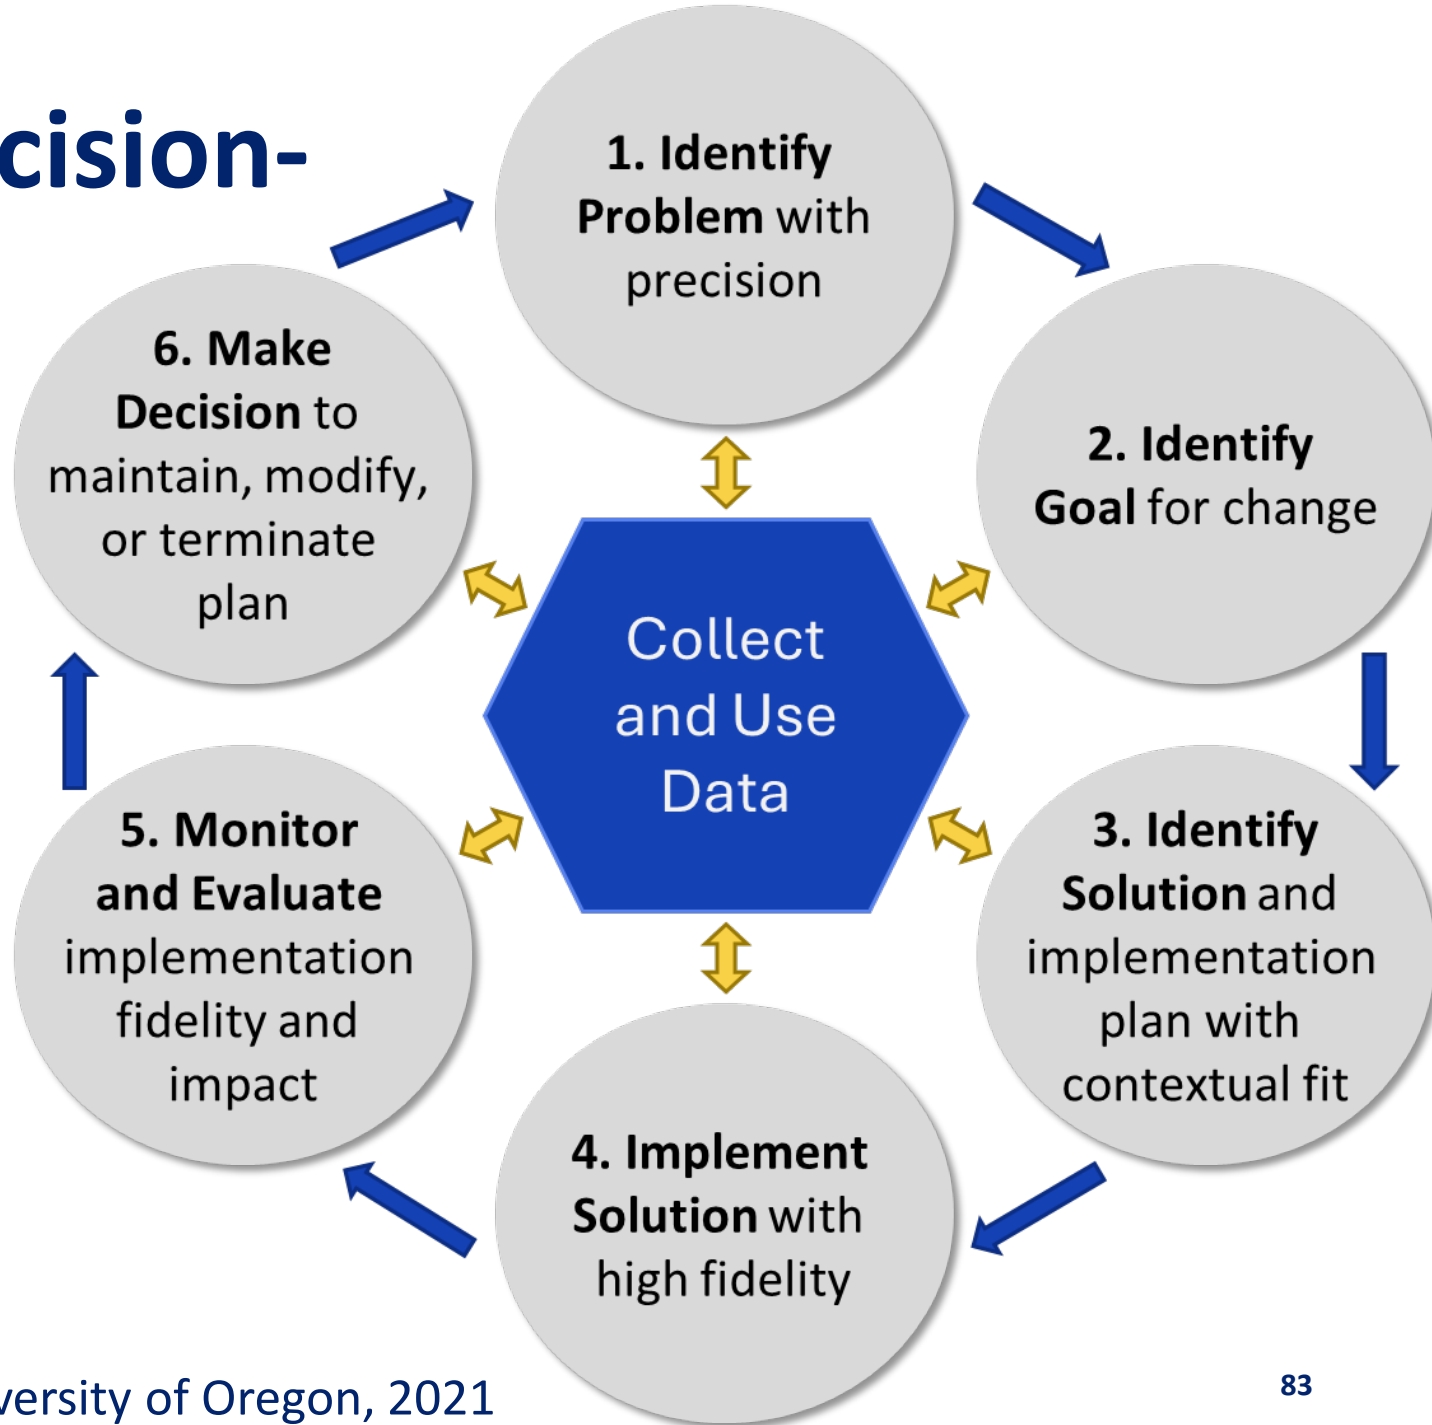 cision-
1. Identify
Problem with
precision
2. Identify
Goal for change
3. Identify
Solution and
implementation
plan with
contextual fit
4. Implement
Solution with
high fidelity
5. Monitor
and Evaluate
implementation
fidelity and
impact
6. Make
Decision to
maintain, modify,
or terminate
plan
Collect
and Use
Data
versity of Oregon, 2021
83